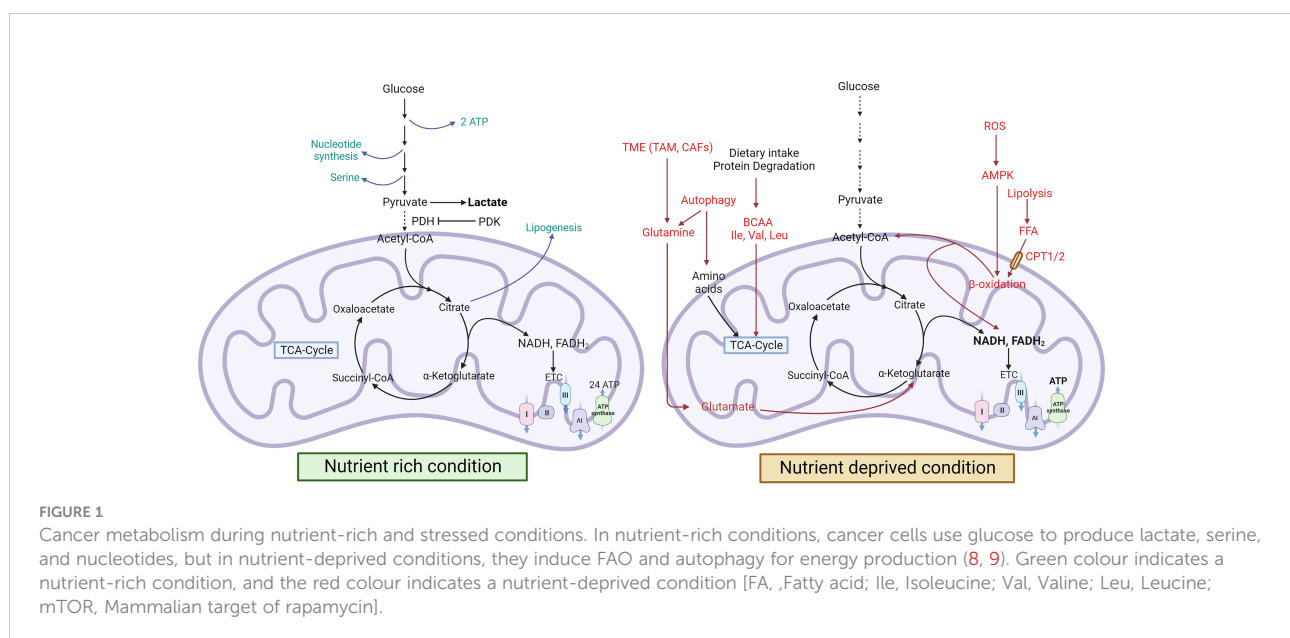 Glucose
2 ATP
Nucleotide
synthesis
Serine
Pyruvate
Lactate
PDH
PDK
Acetyl-CoA
Lipogenesis
Oxaloacetate
Citrate
TCA-Cycle
NADH, FADH₂
Succinyl-CoA
α-Ketoglutarate
ETC
24 ATP
I
II
III
ATP
synthase
Nutrient rich condition
Glucose
ROS
TME (TAM, CAFs)
Dietary intake
Protein Degradation
AMPK
Lipolysis
Autophagy
Pyruvate
Glutamine
BCAA
Ile, Val, Leu
Acetyl-CoA
FFA
CPT1/2
Amino
acids
β-oxidation
Oxaloacetate
Citrate
TCA-Cycle
NADH, FADH₂
Succinyl-CoA
α-Ketoglutarate
ETC
ATP
Glutamate
I
II
III
ATP
synthase
Nutrient deprived condition
FIGURE 1
Cancer metabolism during nutrient-rich and stressed conditions. In nutrient-rich conditions, cancer cells use glucose to produce lactate, serine,
and nucleotides, but in nutrient-deprived conditions, they induce FAO and autophagy for energy production (8, 9). Green colour indicates a
nutrient-rich condition, and the red colour indicates a nutrient-deprived condition [FA, ,Fatty acid; Ile, Isoleucine; Val, Valine; Leu, Leucine;
mTOR, Mammalian target of rapamycin].